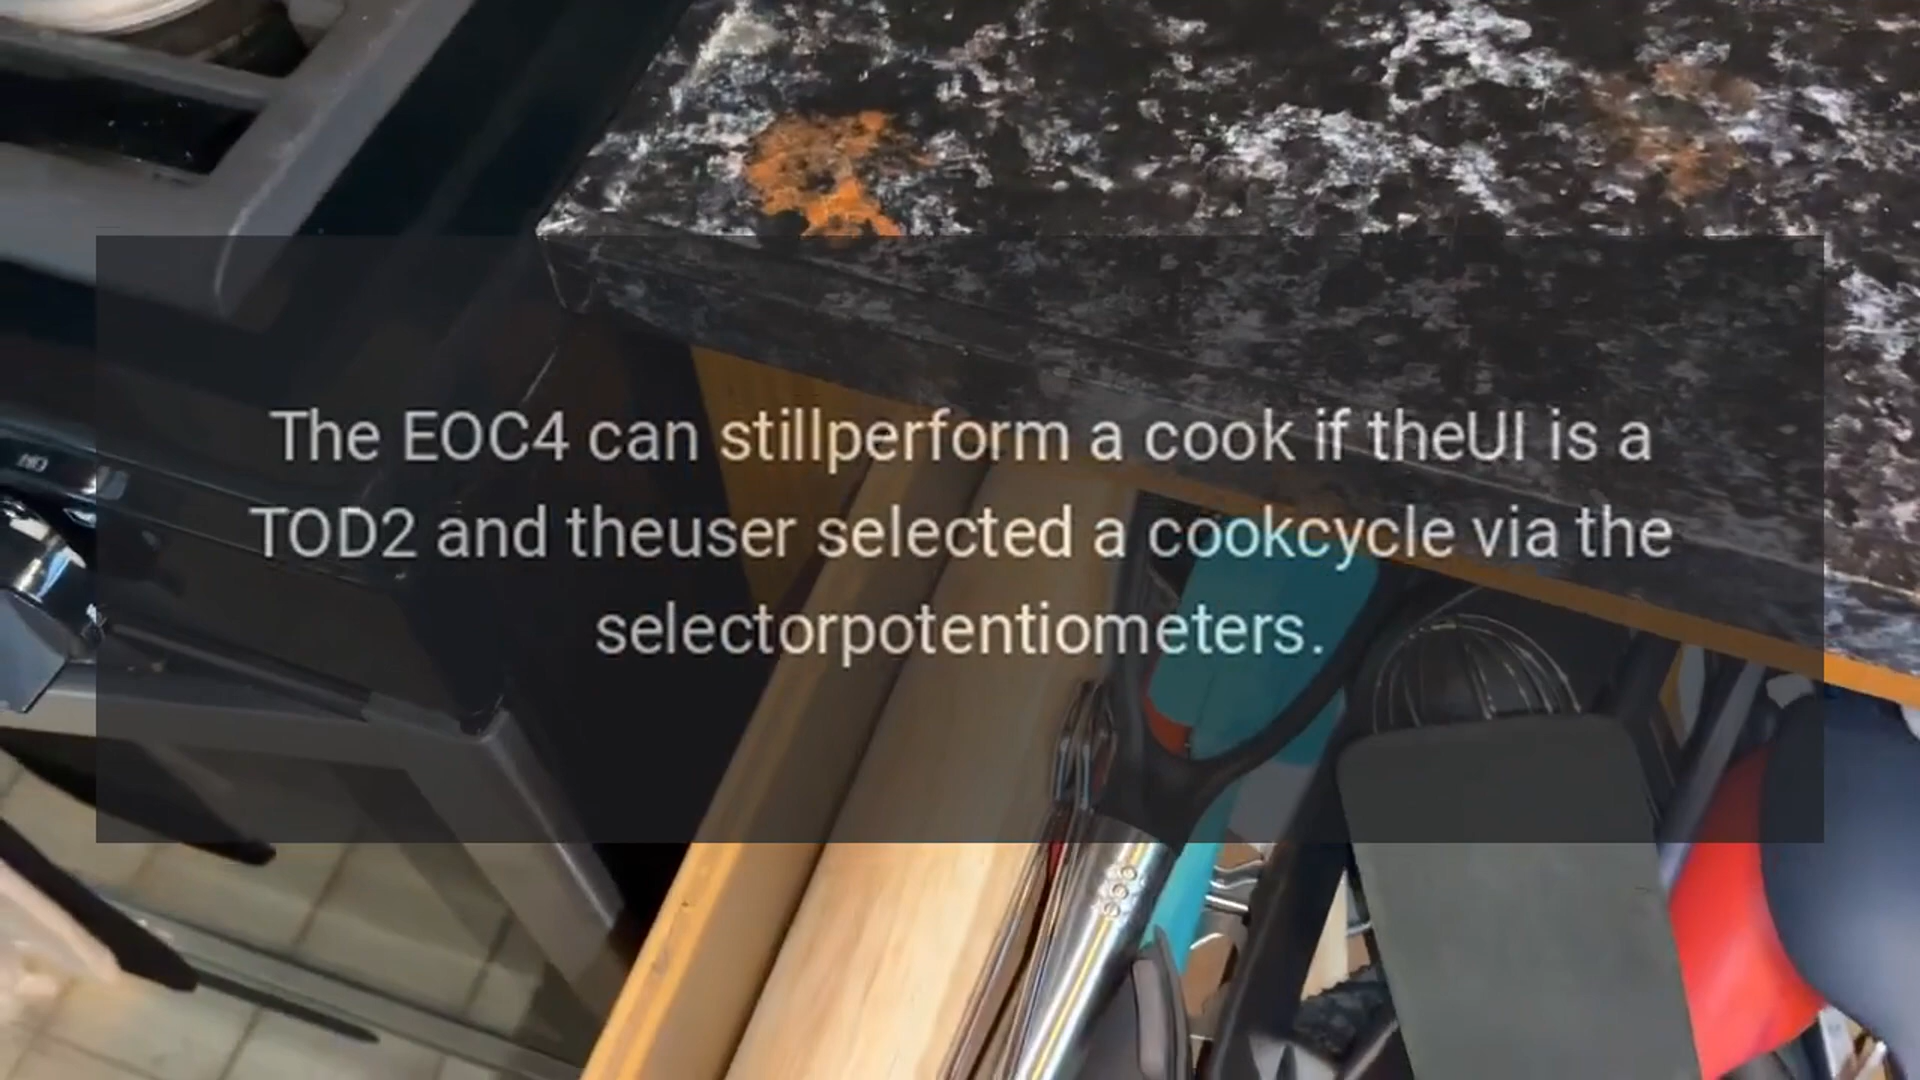 The EOC4 can stillperform a cook if theUI is a
TOD2 and theuser selected a cookcycle via the
selectorpotentiometers.